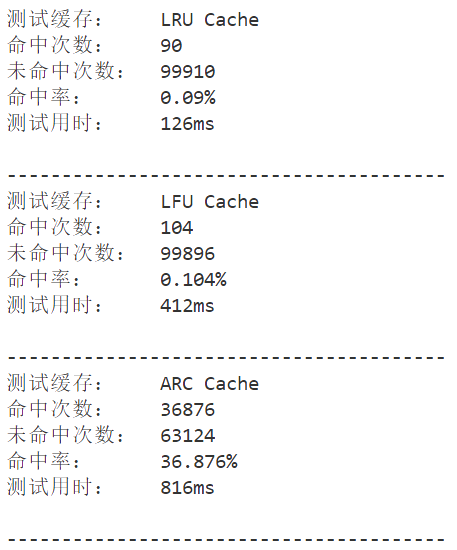 测试缓存： LRU Cache
命中次数： 90
未命中次数： 99910
命中率： 0.09%
测试用时： 126ms
----------------------------------------
测试缓存： LFU Cache
命中次数： 104
未命中次数： 99896
命中率： 0.104%
测试用时： 412ms
----------------------------------------
测试缓存： ARC Cache
命中次数： 36876
未命中次数： 63124
命中率： 36.876%
测试用时： 816ms
----------------------------------------